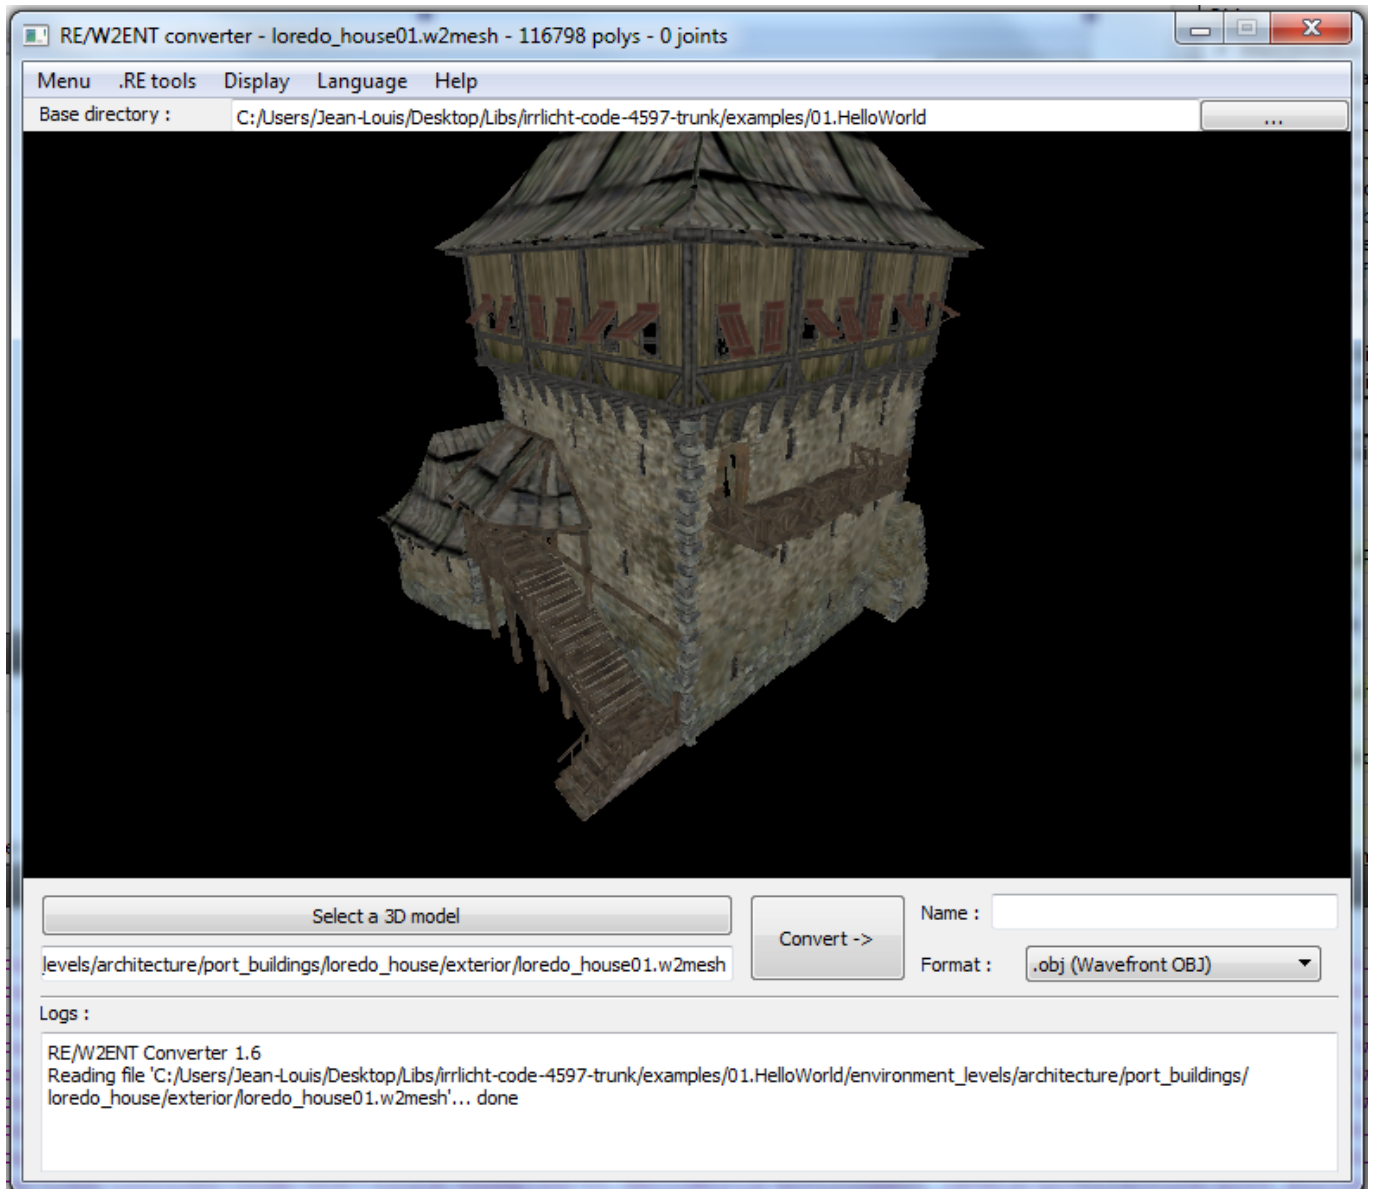 RE/W2ENT converter - loredo_house01.w2mesh - 116798 polys - 0 joints
Menu .RE tools Display Language Help
Base directory : C:/Users/Jean-Louis/Desktop/Libs/irrlicht-code-4597-trunk/examples/01.HelloWorld ...
Select a 3D model
levels/architecture/port_buildings/loredo_house/exterior/loredo_house01.w2mesh
Convert ->
Name :
Format : .obj (Wavefront OBJ)
Logs :
RE/W2ENT Converter 1.6
Reading file 'C:/Users/Jean-Louis/Desktop/Libs/irrlicht-code-4597-trunk/examples/01.HelloWorld/environment_levels/architecture/port_buildings/
loredo_house/exterior/loredo_house01.w2mesh'... done